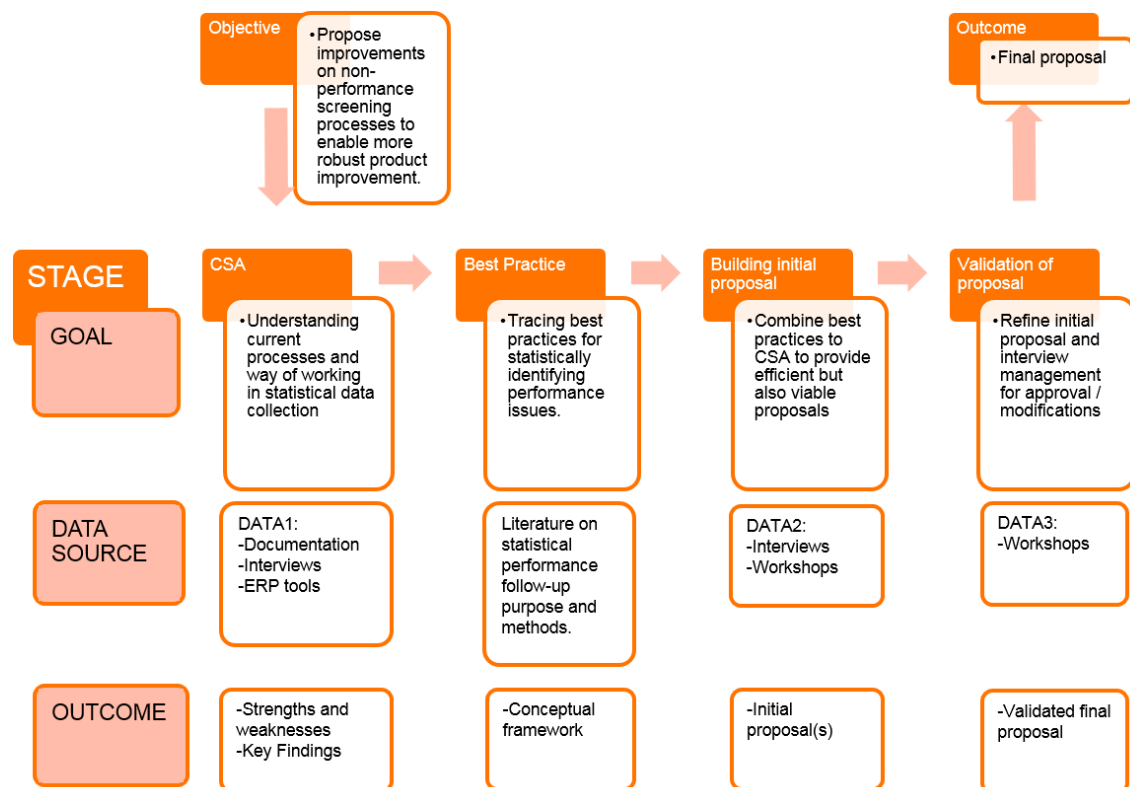 Objective
•Propose
improvements
on non-
performance
screening
processes to
enable more
robust product
improvement.
Outcome
•Final proposal
STAGE
GOAL
CSA
•Understanding
current
processes and
way of working
in statistical data
collection
Best Practice
•Tracing best
practices for
statistically
identifying
performance
issues.
Building initial
proposal
•Combine best
practices to
CSA to provide
efficient but
also viable
proposals
Validation of
proposal
•Refine initial
proposal and
interview
management
for approval /
modifications
DATA
SOURCE
DATA1:
-Documentation
-Interviews
-ERP tools
Literature on
statistical
performance
follow-up
purpose and
methods.
DATA2:
-Interviews
-Workshops
DATA3:
-Workshops
OUTCOME
-Strengths and
weaknesses
-Key Findings
-Conceptual
framework
-Initial
proposal(s)
-Validated final
proposal